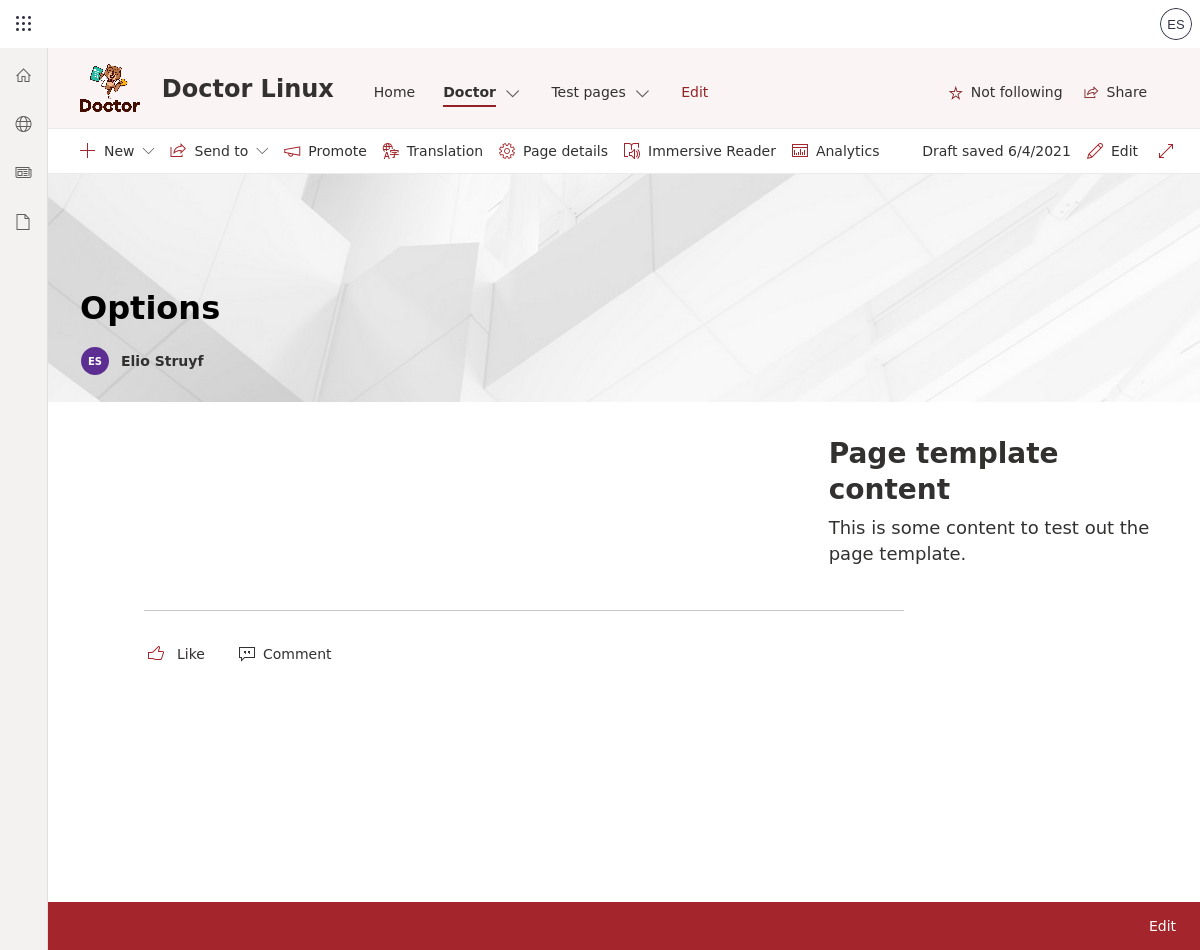 ES
Doctor
Doctor Linux
Home
Doctor
Test pages
Edit
Not following
Share
New
Send to
Promote
Translation
Page details
Immersive Reader
Analytics
Draft saved 6/4/2021
Edit
Options
ES
Elio Struyf
Page template
content
This is some content to test out the
page template.
Like
Comment
Edit